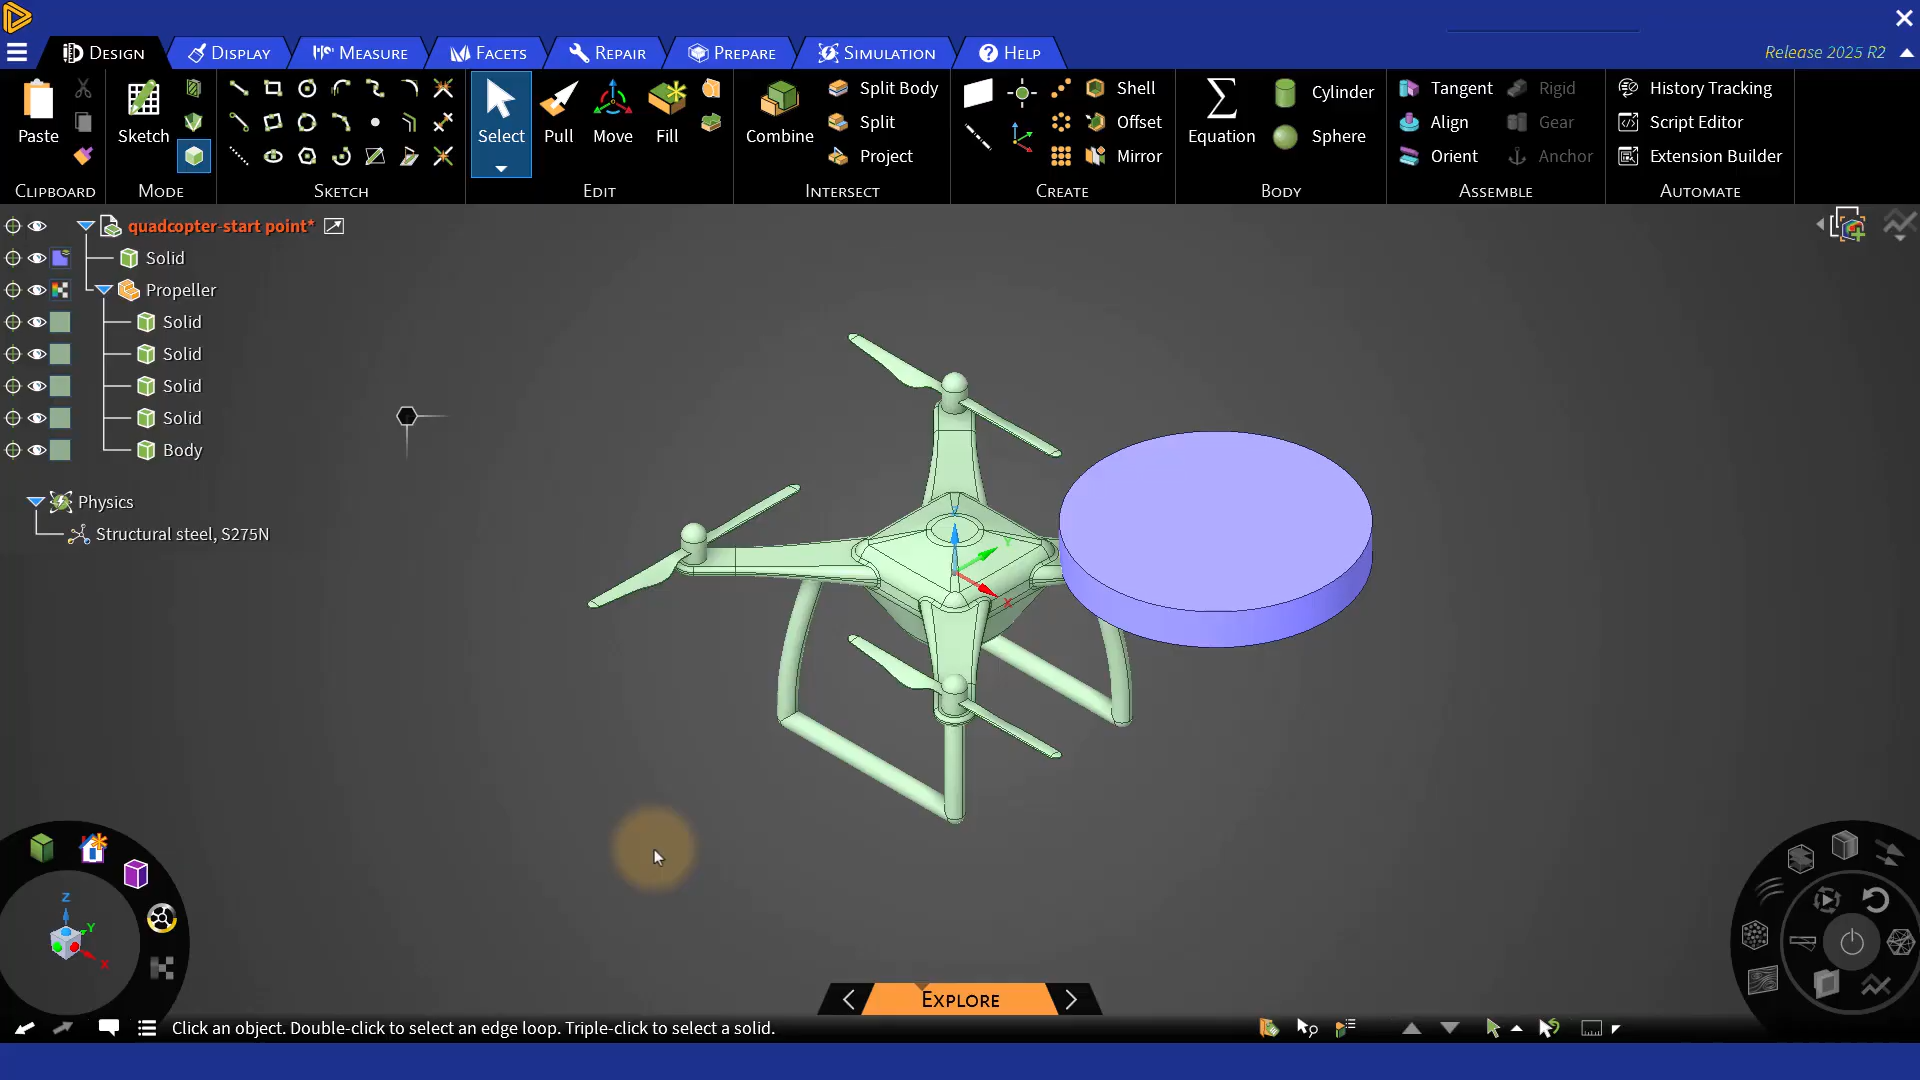 DESIGN
DISPLAY
MEASURE
FACETS
REPAIR
PREPARE
SIMULATION
HELP
Release 2025 R2
Paste
Sketch
Select
Pull
Move
Fill
Combine
Split Body
Split
Project
Shell
Offset
Mirror
Equation
Cylinder
Sphere
Tangent
Align
Orient
Rigid
Gear
Anchor
History Tracking
Script Editor
Extension Builder
CLIPBOARD
MODE
SKETCH
EDIT
INTERSECT
CREATE
BODY
ASSEMBLE
AUTOMATE
quadcopter-start point*
Solid
Propeller
Solid
Solid
Solid
Solid
Body
Physics
Structural steel, S275N
Z
Y
X
Z
Y
X
EXPLORE
Click an object. Double-click to select an edge loop. Triple-click to select a solid.